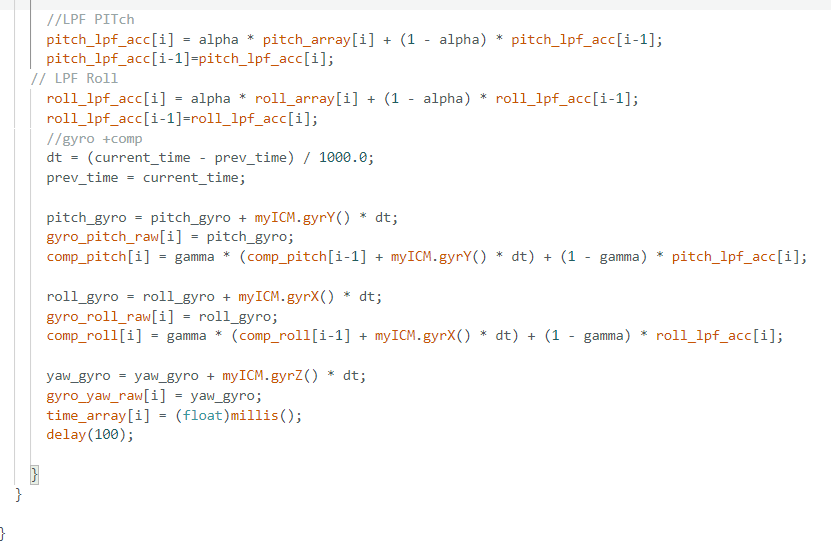 //LPF PITch
pitch_lpf_acc[i] = alpha * pitch_array[i] + (1 - alpha) * pitch_lpf_acc[i-1];
pitch_lpf_acc[i-1]=pitch_lpf_acc[i];
// LPF Roll
roll_lpf_acc[i] = alpha * roll_array[i] + (1 - alpha) * roll_lpf_acc[i-1];
roll_lpf_acc[i-1]=roll_lpf_acc[i];
//gyro +comp
dt = (current_time - prev_time) / 1000.0;
prev_time = current_time;
pitch_gyro = pitch_gyro + myICM.gyrY() * dt;
gyro_pitch_raw[i] = pitch_gyro;
comp_pitch[i] = gamma * (comp_pitch[i-1] + myICM.gyrY() * dt) + (1 - gamma) * pitch_lpf_acc[i];
roll_gyro = roll_gyro + myICM.gyrX() * dt;
gyro_roll_raw[i] = roll_gyro;
comp_roll[i] = gamma * (comp_roll[i-1] + myICM.gyrX() * dt) + (1 - gamma) * roll_lpf_acc[i];
yaw_gyro = yaw_gyro + myICM.gyrZ() * dt;
gyro_yaw_raw[i] = yaw_gyro;
time_array[i] = (float)millis();
delay(100);
}
}
}